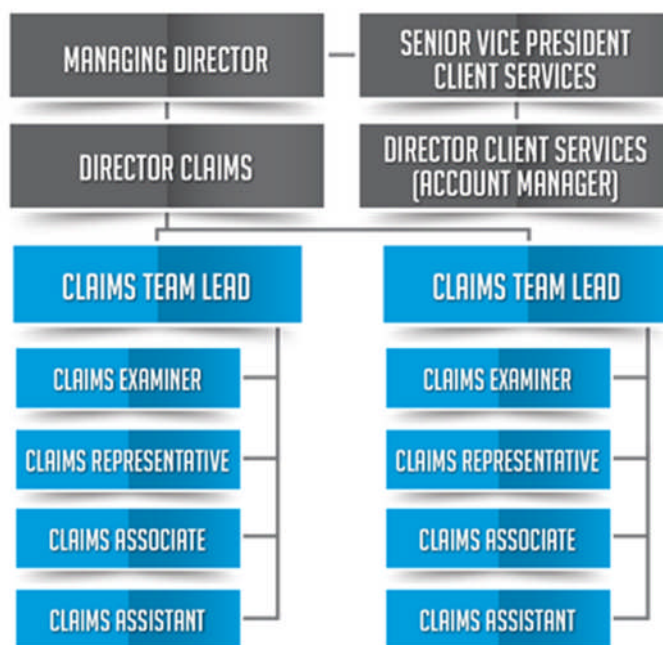 MANAGING DIRECTOR
SENIOR VICE PRESIDENT
CLIENT SERVICES
DIRECTOR CLAIMS
DIRECTOR CLIENT SERVICES
(ACCOUNT MANAGER)
CLAIMS TEAM LEAD
CLAIMS EXAMINER
CLAIMS REPRESENTATIVE
CLAIMS ASSOCIATE
CLAIMS ASSISTANT
CLAIMS TEAM LEAD
CLAIMS EXAMINER
CLAIMS REPRESENTATIVE
CLAIMS ASSOCIATE
CLAIMS ASSISTANT